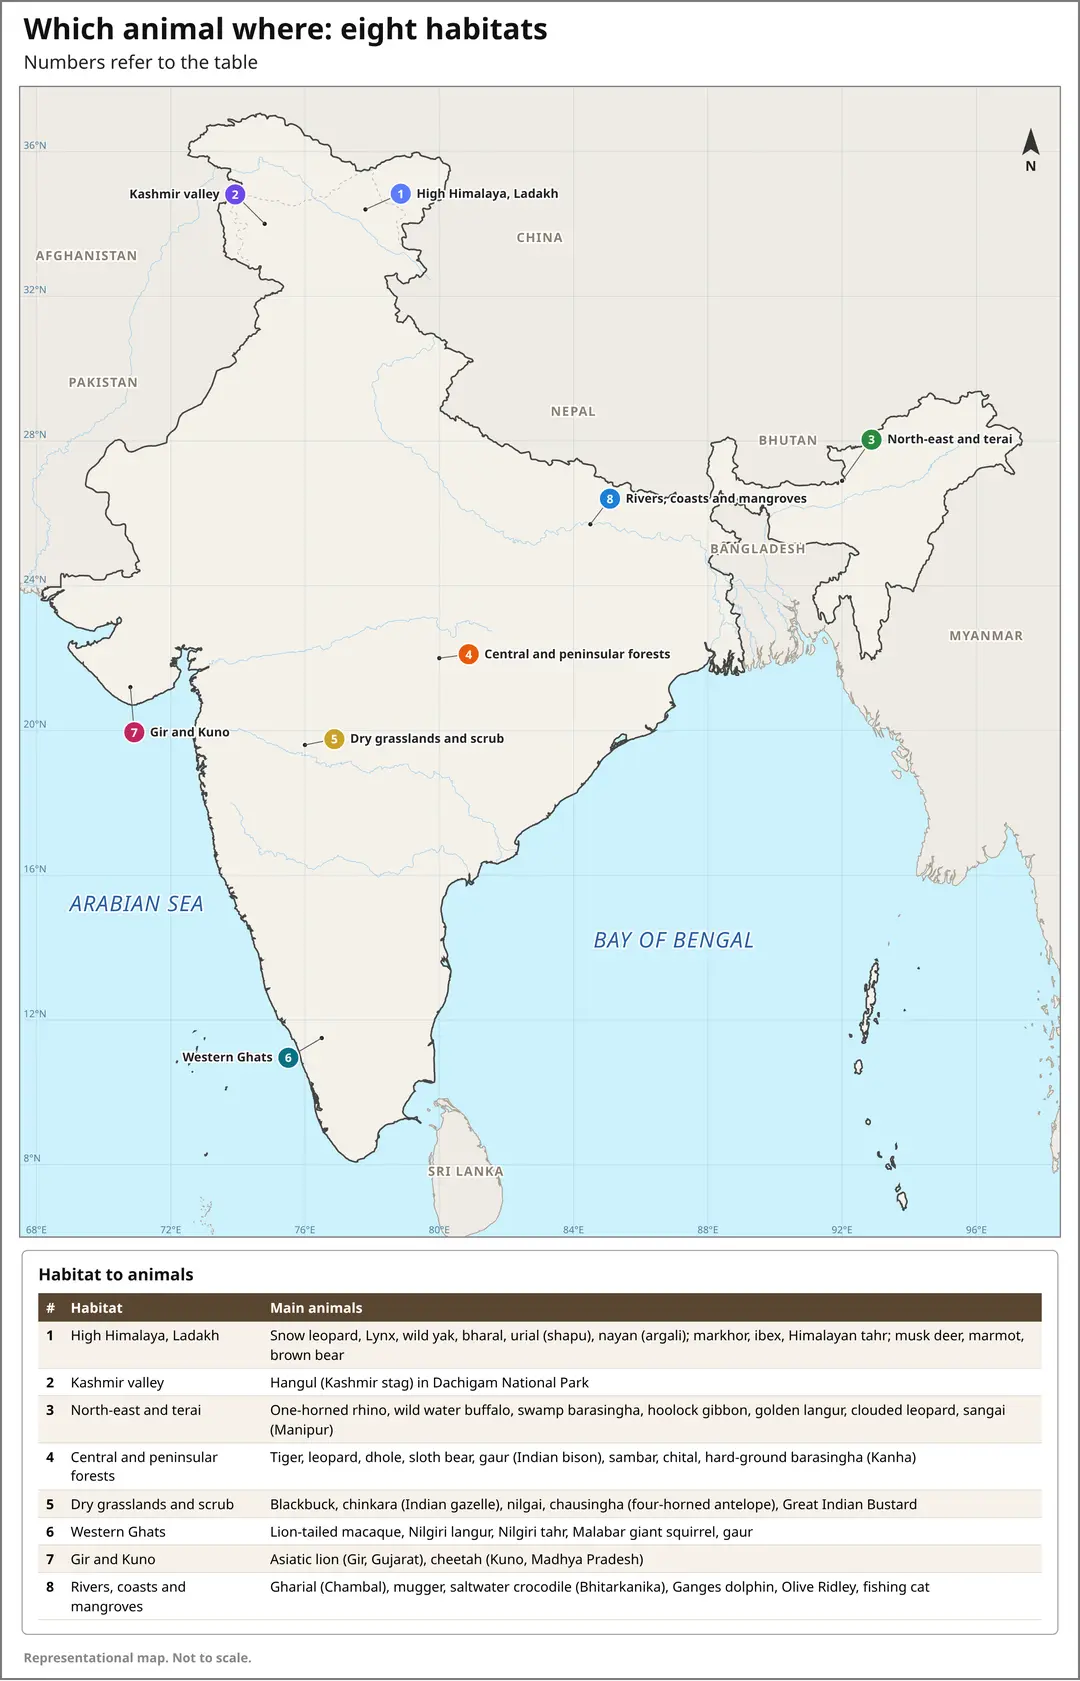 Which animal where: eight habitats
Numbers refer to the table
36°N
N
Kashmir valley
2
1
High Himalaya, Ladakh
CHINA
AFGHANISTAN
32°N
PAKISTAN
NEPAL
28°N
BHUTAN
3
North-east and terai
8
Rivers, coasts and mangroves
BANGLADESH
24°N
MYANMAR
4
Central and peninsular forests
20°N
7
Gir and Kuno
5
Dry grasslands and scrub
16°N
ARABIAN SEA
BAY OF BENGAL
12°N
Western Ghats
6
8°N
SRI LANKA
68°E 72°E 76°E 80°E 84°E 88°E 92°E 96°E
Habitat to animals
# Habitat Main animals
1 High Himalaya, Ladakh Snow leopard, Lynx, wild yak, bharal, urial (shapu), nayan (argali); markhor, ibex, Himalayan tahr; musk deer, marmot,
brown bear
2 Kashmir valley Hangul (Kashmir stag) in Dachigam National Park
3 North-east and terai One-horned rhino, wild water buffalo, swamp barasingha, hoolock gibbon, golden langur, clouded leopard, sangai
(Manipur)
4 Central and peninsular Tiger, leopard, dhole, sloth bear, gaur (Indian bison), sambar, chital, hard-ground barasingha (Kanha)
forests
5 Dry grasslands and scrub Blackbuck, chinkara (Indian gazelle), nilgai, chausingha (four-horned antelope), Great Indian Bustard
6 Western Ghats Lion-tailed macaque, Nilgiri langur, Nilgiri tahr, Malabar giant squirrel, gaur
7 Gir and Kuno Asiatic lion (Gir, Gujarat), cheetah (Kuno, Madhya Pradesh)
8 Rivers, coasts and Gharial (Chambal), mugger, saltwater crocodile (Bhitarkanika), Ganges dolphin, Olive Ridley, fishing cat
mangroves
Representational map. Not to scale.